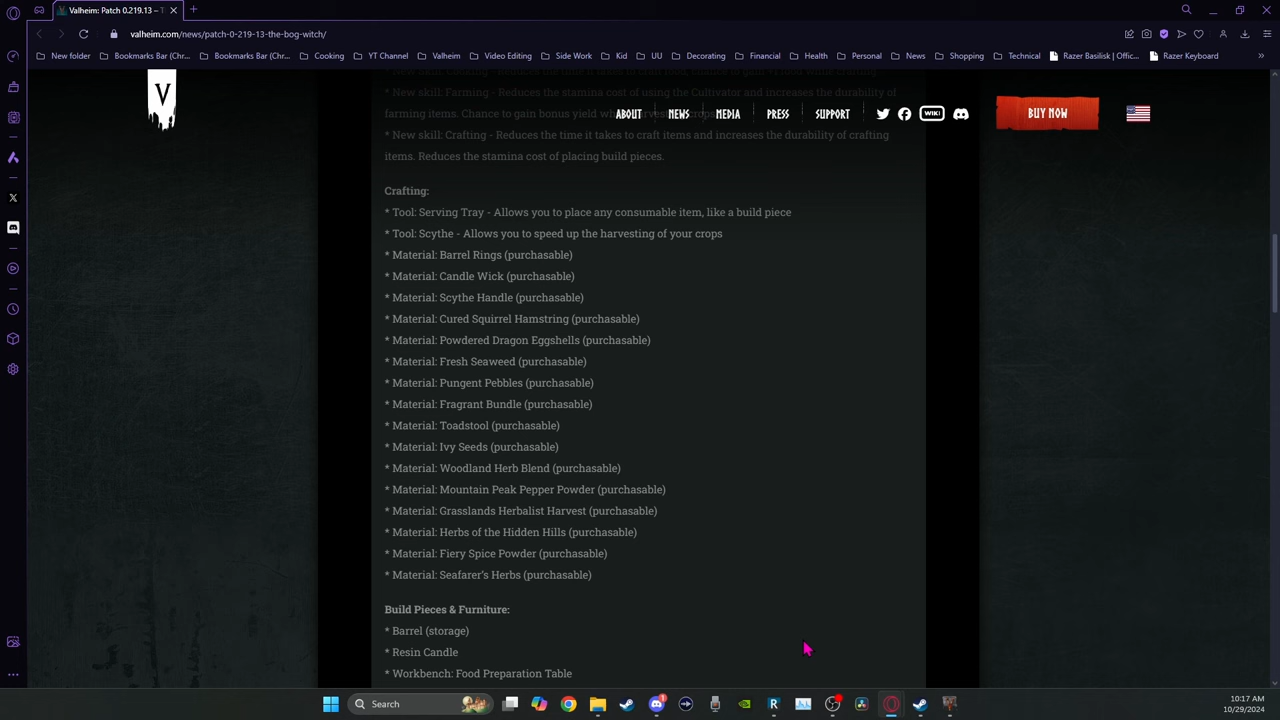 Valheim: Patch 0.219.13 – T
valheim.com/news/patch-0-219-13-the-bog-witch/
New folder
Bookmarks Bar (Chr...
Bookmarks Bar (Chr...
Cooking
YT Channel
Valheim
Video Editing
Side Work
Kid
UU
Decorating
Financial
Health
Personal
News
Shopping
Technical
Razer Basilisk | Offic...
Razer Keyboard
V
ABOUT
NEWS
MEDIA
PRESS
SUPPORT
WIKI
BUY NOW
* New skill: Farming - Reduces the stamina cost of using the Cultivator and increases the durability of
farming items. Chance to gain bonus yield
* New skill: Crafting - Reduces the time it takes to craft items and increases the durability of crafting
items. Reduces the stamina cost of placing build pieces.
Crafting:
* Tool: Serving Tray - Allows you to place any consumable item, like a build piece
* Tool: Scythe - Allows you to speed up the harvesting of your crops
* Material: Barrel Rings (purchasable)
* Material: Candle Wick (purchasable)
* Material: Scythe Handle (purchasable)
* Material: Cured Squirrel Hamstring (purchasable)
* Material: Powdered Dragon Eggshells (purchasable)
* Material: Fresh Seaweed (purchasable)
* Material: Pungent Pebbles (purchasable)
* Material: Fragrant Bundle (purchasable)
* Material: Toadstool (purchasable)
* Material: Ivy Seeds (purchasable)
* Material: Woodland Herb Blend (purchasable)
* Material: Mountain Peak Pepper Powder (purchasable)
* Material: Grasslands Herbalist Harvest (purchasable)
* Material: Herbs of the Hidden Hills (purchasable)
* Material: Fiery Spice Powder (purchasable)
* Material: Seafarer's Herbs (purchasable)
Build Pieces & Furniture:
* Barrel (storage)
* Resin Candle
* Workbench: Food Preparation Table
Search
1
10:17 AM
10/29/2024